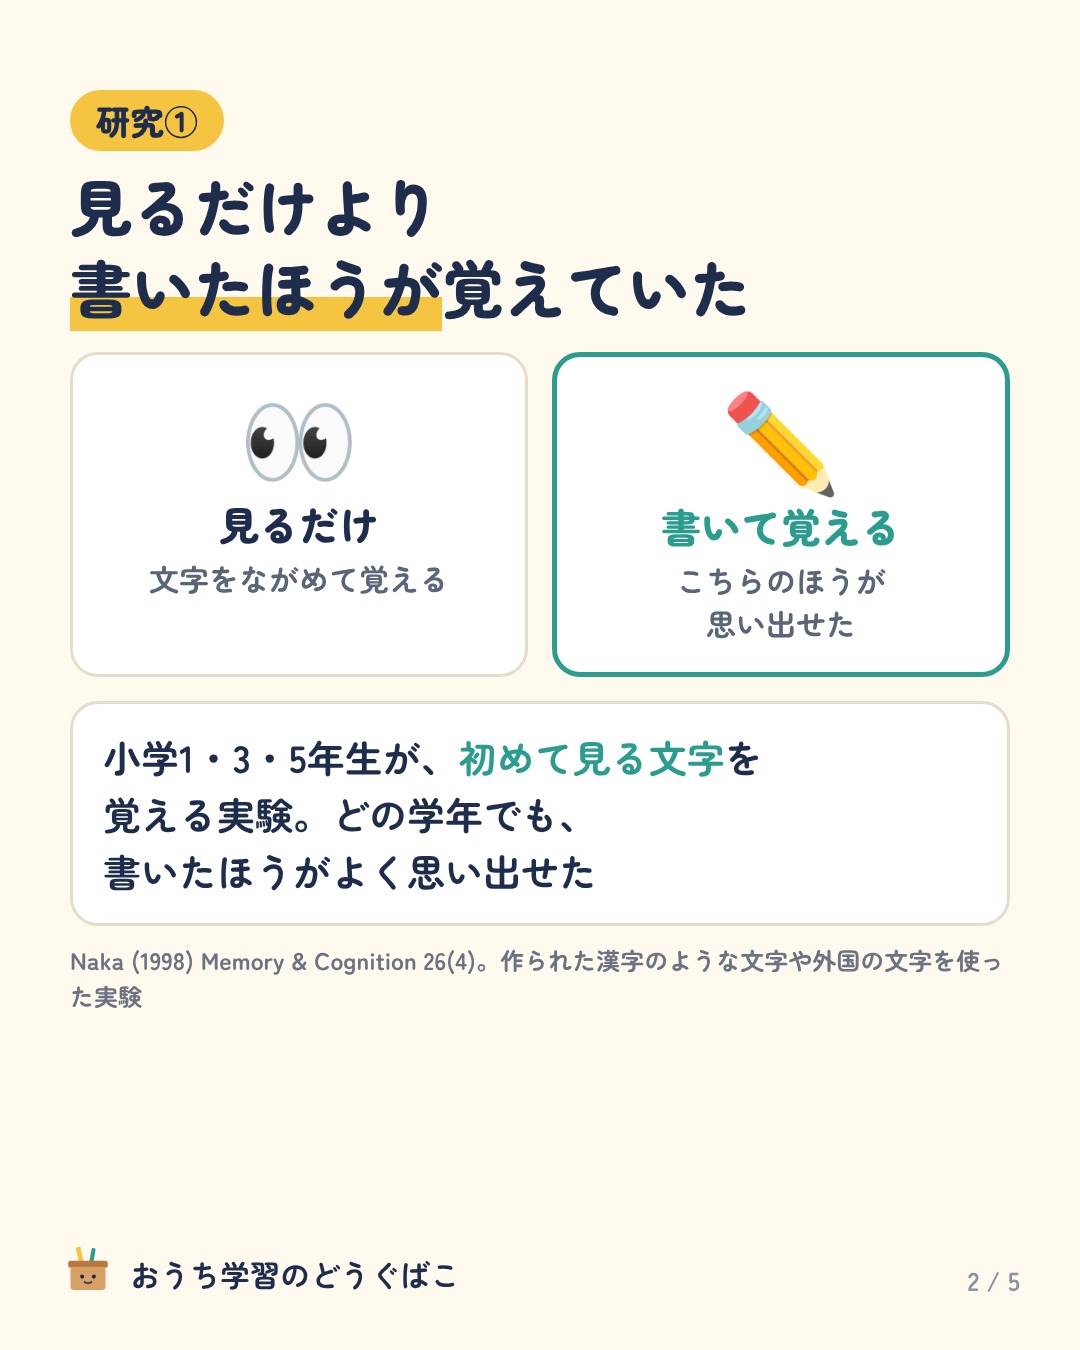 研究①
見るだけより
書いたほうが覚えていた
見るだけ
文字をながめて覚える
書いて覚える
こちらのほうが
思い出せた
小学1・3・5年生が、初めて見る文字を
覚える実験。どの学年でも、
書いたほうがよく思い出せた
Naka (1998) Memory & Cognition 26(4)。作られた漢字のような文字や外国の文字を使っ
た実験
おうち学習のどうぐばこ
2 / 5